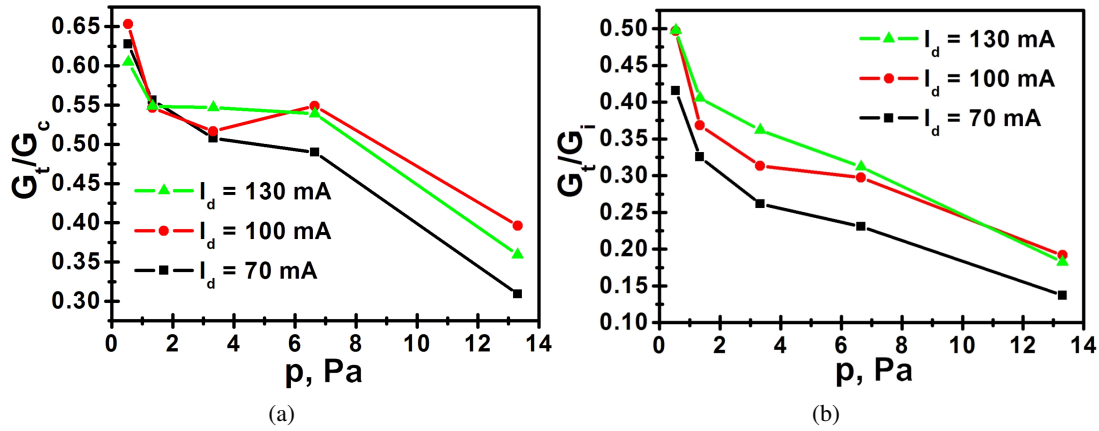 0.65
0.60
0.55
0.50
0.45
0.40
0.35
0.30
G_t/G_c
I_d = 130 mA
I_d = 100 mA
I_d = 70 mA
0 2 4 6 8 10 12 14
p, Pa
(a)
0.50
0.45
0.40
0.35
0.30
0.25
0.20
0.15
0.10
G_t/G_i
I_d = 130 mA
I_d = 100 mA
I_d = 70 mA
0 2 4 6 8 10 12 14
p, Pa
(b)